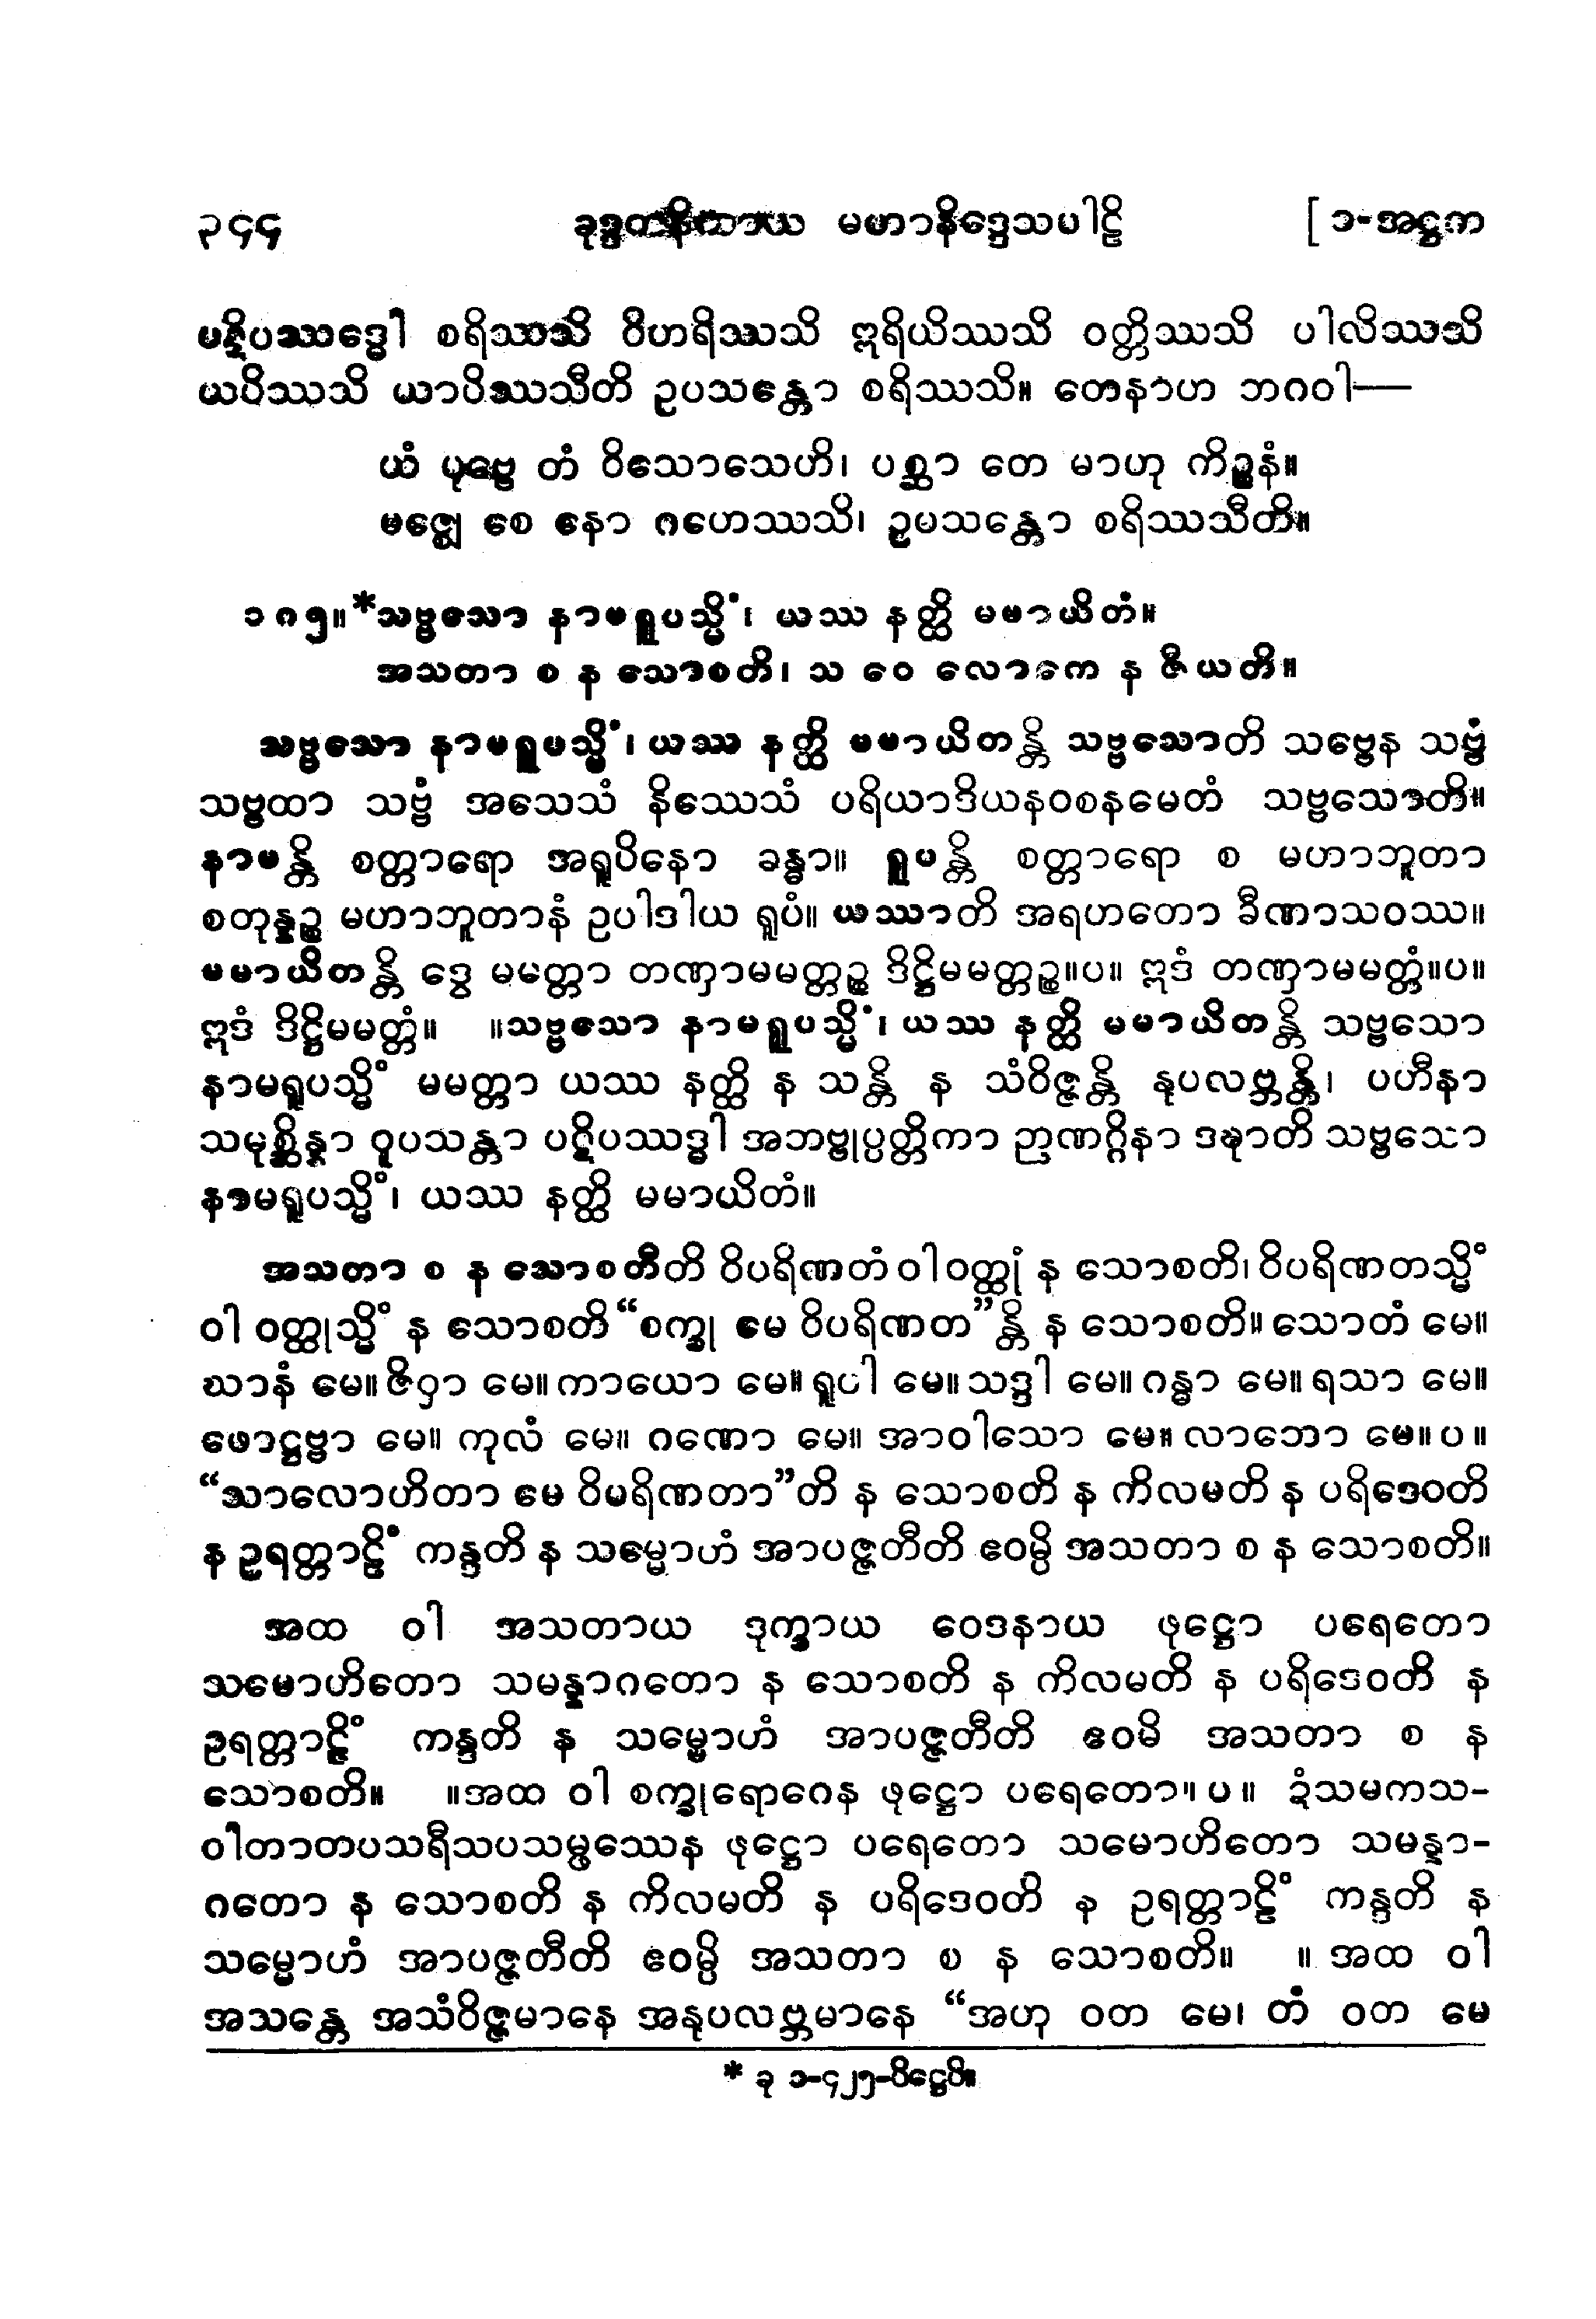 ၃၄၄ ခုဒ္ဒကနိကာယ မဟာနိဒ္ဒေသပါဠိ [ ၁-အဋ္ဌက
ပဋိပဿဒ္ဓေါ စရိဿသိ ဝိဟရိဿသိ ဣရိယိဿသိ ဝတ္တိဿသိ ပါလိဿသိ
ယပိဿသိ ယာပိဿသီတိ ဥပသန္တော စရိဿသိ။ တေနာဟ ဘဂဝါ—
ယံ ပုဗ္ဗေ တံ ဝိသောသေဟိ၊ ပစ္ဆာ တေ မာဟု ကိဉ္စနံ။
မဇ္ဈေ စေ နော ဂဟေဿသိ၊ ဥပသန္တော စရိဿသီတိ။
၁၈၅။ *သဗ္ဗသော နာမရူပသ္မိံ၊ ယဿ နတ္ထိ မမာယိတံ။
အသတာ စ န သောစတိ၊ သ ဝေ လောကေ န ဇီယတိ။
သဗ္ဗသော နာမရူပသ္မိံ၊ ယဿ နတ္ထိ မမာယိတန္တိ သဗ္ဗသောတိ သဗ္ဗေန သဗ္ဗံ
သဗ္ဗထာ သဗ္ဗံ အသေသံ နိဿေသံ ပရိယာဒိယနဝစနမေတံ သဗ္ဗသောတိ။
နာမန္တိ စတ္တာရော အရူပိနော ခန္ဓာ။ ရူပန္တိ စတ္တာရော စ မဟာဘူတာ
စတုန္နဉ္စ မဟာဘူတာနံ ဥပါဒါယ ရူပံ။ ယဿာတိ အရဟတော ခီဏာသဝဿ။
မမာယိတန္တိ ဒွေ မမတ္တာ တဏှာမမတ္တဉ္စ ဒိဋ္ဌိမမတ္တဉ္စ။ပ။ ဣဒံ တဏှာမမတ္တံ။ပ။
ဣဒံ ဒိဋ္ဌိမမတ္တံ။ ။သဗ္ဗသော နာမရူပသ္မိံ၊ ယဿ နတ္ထိ မမာယိတန္တိ သဗ္ဗသော
နာမရူပသ္မိံ မမတ္တာ ယဿ နတ္ထိ န သန္တိ န သံဝိဇ္ဇန္တိ နုပလဗ္ဘန္တိ၊ ပဟီနာ
သမုစ္ဆိန္နာ ဝူပသန္တာ ပဋိပဿဒ္ဓါ အဘဗ္ဗုပ္ပတ္တိကာ ဉာဏဂ္ဂိနာ ဒဍ္ဎာတိ သဗ္ဗသော
နာမရူပသ္မိံ၊ ယဿ နတ္ထိ မမာယိတံ။
အသတာ စ န သောစတီတိ ဝိပရိဏတံ ဝါ ဝတ္ထုံ န သောစတိ၊ ဝိပရိဏတသ္မိံ
ဝါ ဝတ္ထုသ္မိံ န သောစတိ “စက္ခု မေ ဝိပရိဏတ”န္တိ န သောစတိ။ သောတံ မေ။
ဃာနံ မေ။ ဇိဝှာ မေ။ ကာယော မေ။ ရူပါ မေ။ သဒ္ဒါ မေ။ ဂန္ဓာ မေ။ ရသာ မေ။
ဖောဋ္ဌဗ္ဗာ မေ။ ကုလံ မေ။ ဂဏော မေ။ အာဝါသော မေ။ လာဘော မေ။ ပ ။
“သာလောဟိတာ မေ ဝိပရိဏတာ”တိ န သောစတိ န ကိလမတိ န ပရိဒေဝတိ
န ဥရတ္တာဠိံ ကန္ဒတိ န သမ္မောဟံ အာပဇ္ဇတီတိ ဧဝမ္ပိ အသတာ စ န သောစတိ။
အထ ဝါ အသတာယ ဒုက္ခာယ ဝေဒနာယ ဖုဋ္ဌော ပရေတော
သမောဟိတော သမန္နာဂတော န သောစတိ န ကိလမတိ န ပရိဒေဝတိ န
ဥရတ္တာဠိံ ကန္ဒတိ န သမ္မောဟံ အာပဇ္ဇတီတိ ဧဝမ္ပိ အသတာ စ န
သောစတိ။ ။အထ ဝါ စက္ခုရောဂေန ဖုဋ္ဌော ပရေတော။ ပ ။ ဍံသမကသ-
ဝါတာတပသရီသပသမ္ဖဿေန ဖုဋ္ဌော ပရေတော သမောဟိတော သမန္နာ-
ဂတော န သောစတိ န ကိလမတိ န ပရိဒေဝတိ န ဥရတ္တာဠိံ ကန္ဒတိ န
သမ္မောဟံ အာပဇ္ဇတီတိ ဧဝမ္ပိ အသတာ စ န သောစတိ။ ။ အထ ဝါ
အသန္တေ အသံဝိဇ္ဇမာနေ အနုပလဗ္ဘမာနေ “အဟု ဝတ မေ၊ တံ ဝတ မေ
* ခု ၁-၄၂၅-ပိဋ္ဌေပိ။